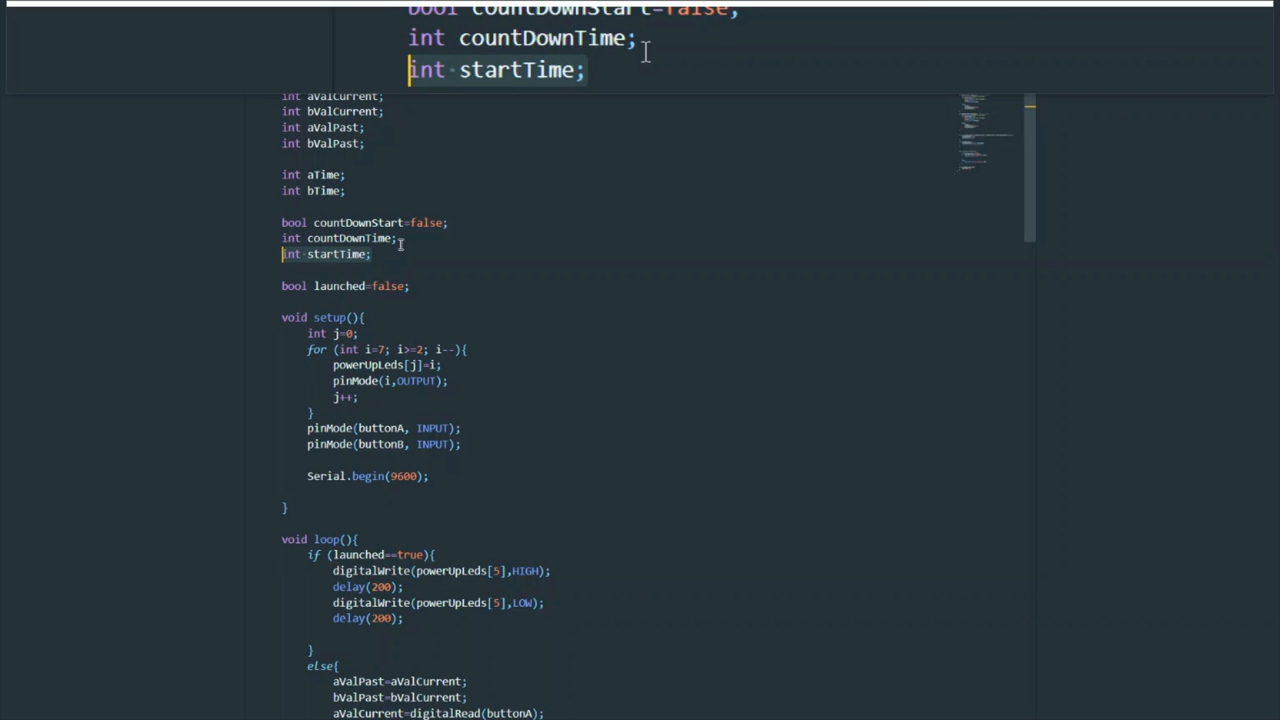 bool countDownStart=false;
int countDownTime;
int startTime;
int aValCurrent;
int bValCurrent;
int aValPast;
int bValPast;
int aTime;
int bTime;
bool countDownStart=false;
int countDownTime;
int startTime;
bool launched=false;
void setup(){
int j=0;
for (int i=7; i>=2; i--){
powerUpLeds[j]=i;
pinMode(i,OUTPUT);
j++;
}
pinMode(buttonA, INPUT);
pinMode(buttonB, INPUT);
Serial.begin(9600);
}
void loop(){
if (launched==true){
digitalWrite(powerUpLeds[5],HIGH);
delay(200);
digitalWrite(powerUpLeds[5],LOW);
delay(200);
}
else{
aValPast=aValCurrent;
bValPast=bValCurrent;
aValCurrent=digitalRead(buttonA);